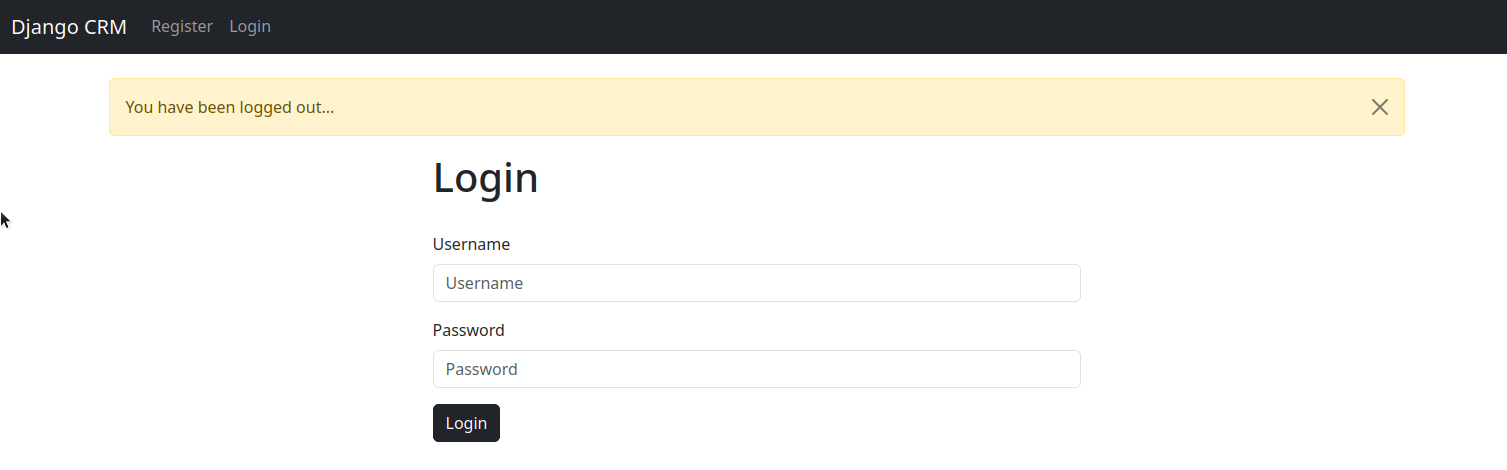 Django CRM Register Login
You have been logged out...
Login
Username
Username
Password
Password
Login